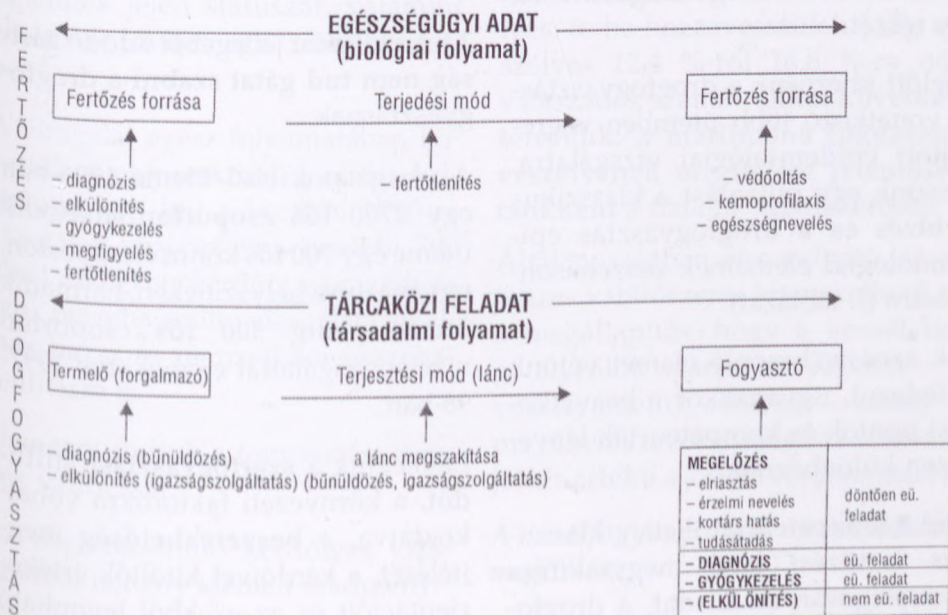 EGÉSZSÉGÜGYI ADAT
(biológiai folyamat)
FERTŐZÉS
Fertőzés forrása
Terjedési mód
Fertőzés forrása
– diagnózis
– elkülönítés
– gyógykezelés
– megfigyelés
– fertőtlenítés
– fertőtlenítés
– védőoltás
– kemoprofilaxis
– egészségnevelés
TÁRCAKÖZI FELADAT
(társadalmi folyamat)
DROGFOGYASZTÁS
Termelő (forgalmazó)
Terjesztési mód (lánc)
Fogyasztó
– diagnózis (bűnüldözés)
– elkülönítés (igazságszolgáltatás)
a lánc megszakítása
(bűnüldözés, igazságszolgáltatás)
MEGELŐZÉS
– elriasztás
– érzelmi nevelés
– kortárs hatás
– tudásátadás
döntően eü.
feladat
– DIAGNÓZIS eü. feladat
– GYÓGYKEZELÉS eü. feladat
– (ELKÜLÖNÍTÉS) nem eü. feladat